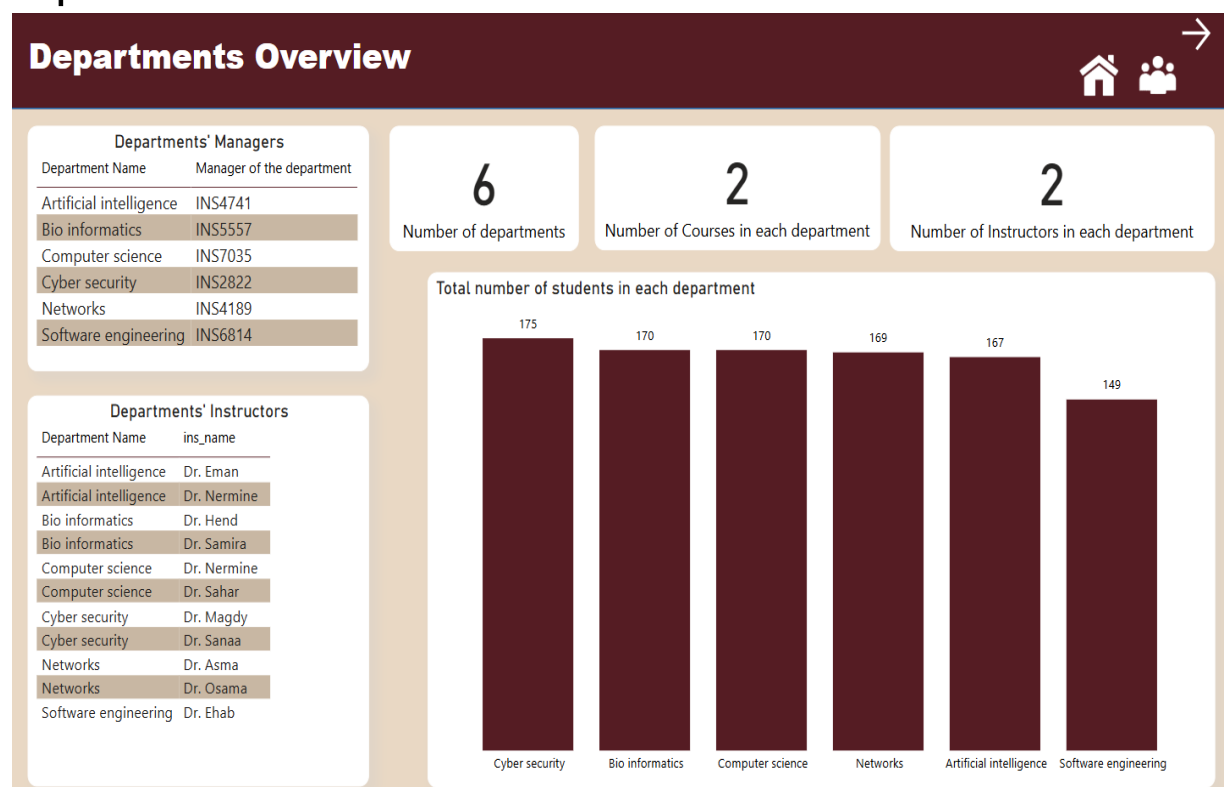 Departments Overview
Departments' Managers
Department Name Manager of the department
Artificial intelligence INS4741
Bio informatics INS5557
Computer science INS7035
Cyber security INS2822
Networks INS4189
Software engineering INS6814
6
Number of departments
2
Number of Courses in each department
2
Number of Instructors in each department
Departments' Instructors
Department Name ins_name
Artificial intelligence Dr. Eman
Artificial intelligence Dr. Nermine
Bio informatics Dr. Hend
Bio informatics Dr. Samira
Computer science Dr. Nermine
Computer science Dr. Sahar
Cyber security Dr. Magdy
Cyber security Dr. Sanaa
Networks Dr. Asma
Networks Dr. Osama
Software engineering Dr. Ehab
Total number of students in each department
175 170 170 169 167 149
Cyber security Bio informatics Computer science Networks Artificial intelligence Software engineering